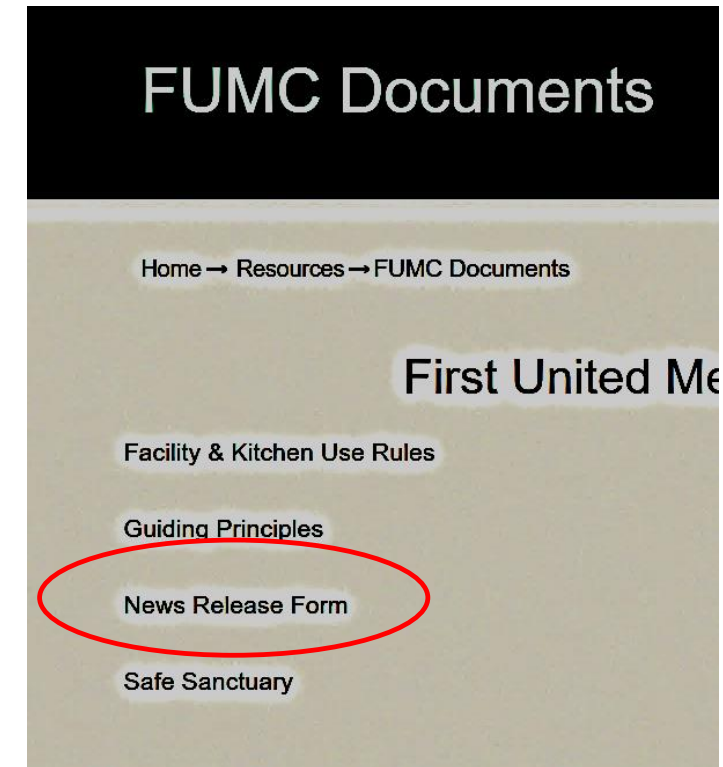 FUMC Documents
Home → Resources → FUMC Documents
First United Me
Facility & Kitchen Use Rules
Guiding Principles
News Release Form
Safe Sanctuary